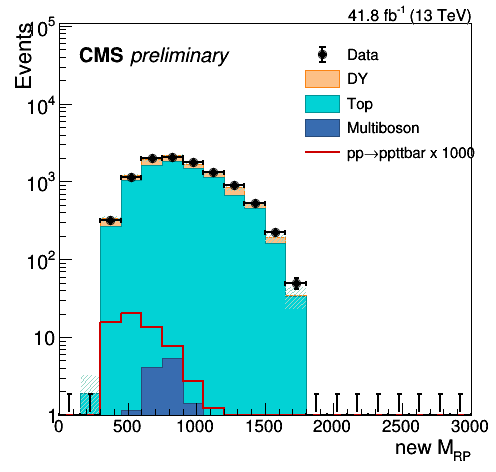 41.8 fb⁻¹ (13 TeV)
CMS preliminary
Data
DY
Top
Multiboson
pp→ppttbar x 1000
Events
10⁵
10⁴
10³
10²
10
1
0 500 1000 1500 2000 2500 3000
new M_RP